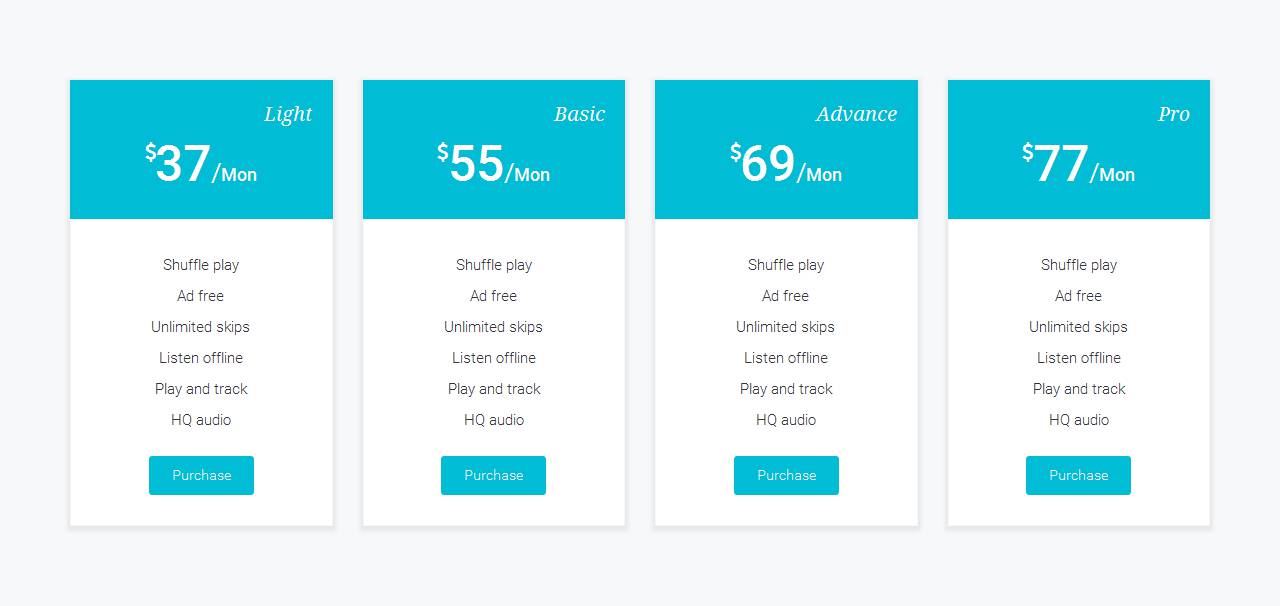 Light
$37/Mon
Shuffle play
Ad free
Unlimited skips
Listen offline
Play and track
HQ audio
Purchase
Basic
$55/Mon
Shuffle play
Ad free
Unlimited skips
Listen offline
Play and track
HQ audio
Purchase
Advance
$69/Mon
Shuffle play
Ad free
Unlimited skips
Listen offline
Play and track
HQ audio
Purchase
Pro
$77/Mon
Shuffle play
Ad free
Unlimited skips
Listen offline
Play and track
HQ audio
Purchase